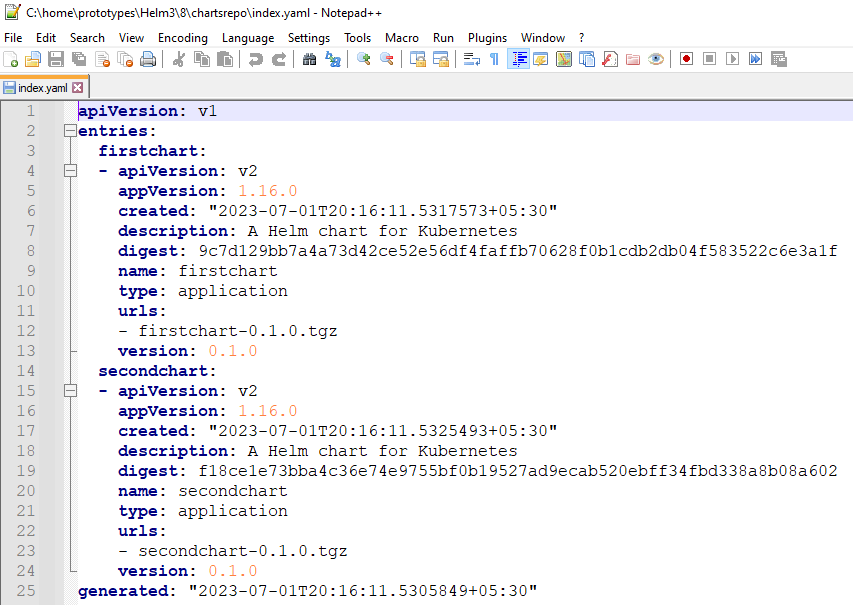 C:\home\prototypes\Helm3\8\chartsrepo\index.yaml - Notepad++
File Edit Search View Encoding Language Settings Tools Macro Run Plugins Window ?
index.yaml
1 apiVersion: v1
2 entries:
3   firstchart:
4   - apiVersion: v2
5     appVersion: 1.16.0
6     created: "2023-07-01T20:16:11.5317573+05:30"
7     description: A Helm chart for Kubernetes
8     digest: 9c7d129bb7a4a73d42ce52e56df4faffb70628f0b1cdb2db04f583522c6e3a1f
9     name: firstchart
10     type: application
11     urls:
12     - firstchart-0.1.0.tgz
13     version: 0.1.0
14   secondchart:
15   - apiVersion: v2
16     appVersion: 1.16.0
17     created: "2023-07-01T20:16:11.5325493+05:30"
18     description: A Helm chart for Kubernetes
19     digest: f18ce1e73bba4c36e74e9755bf0b19527ad9ecab520ebff34fbd338a8b08a602
20     name: secondchart
21     type: application
22     urls:
23     - secondchart-0.1.0.tgz
24     version: 0.1.0
25 generated: "2023-07-01T20:16:11.5305849+05:30"